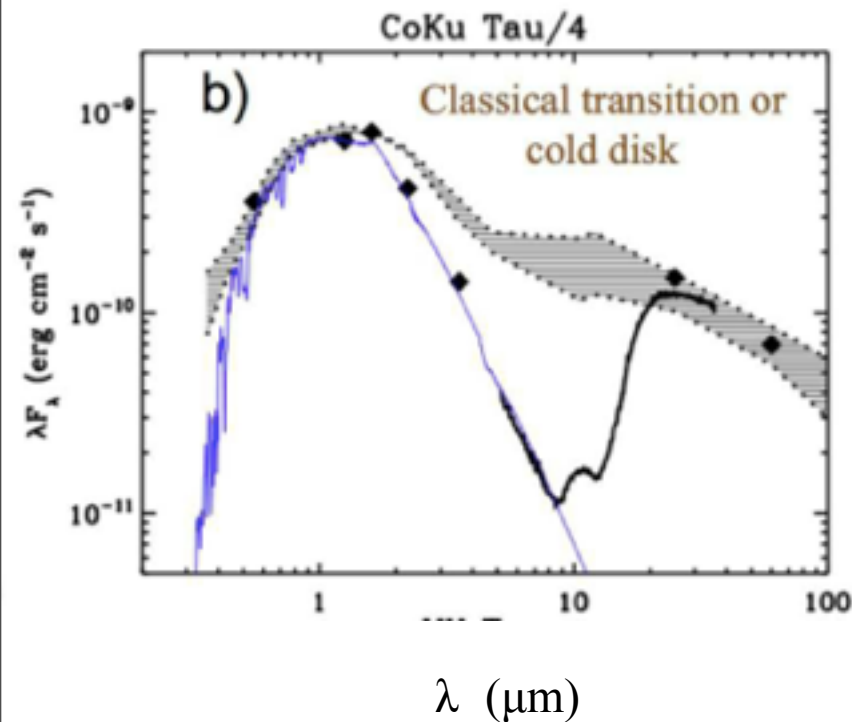 CoKu Tau/4
b)
Classical transition or
cold disk
10⁻⁹
10⁻¹⁰
10⁻¹¹
λFλ (erg cm⁻² s⁻¹)
1 10 100
λ (μm)